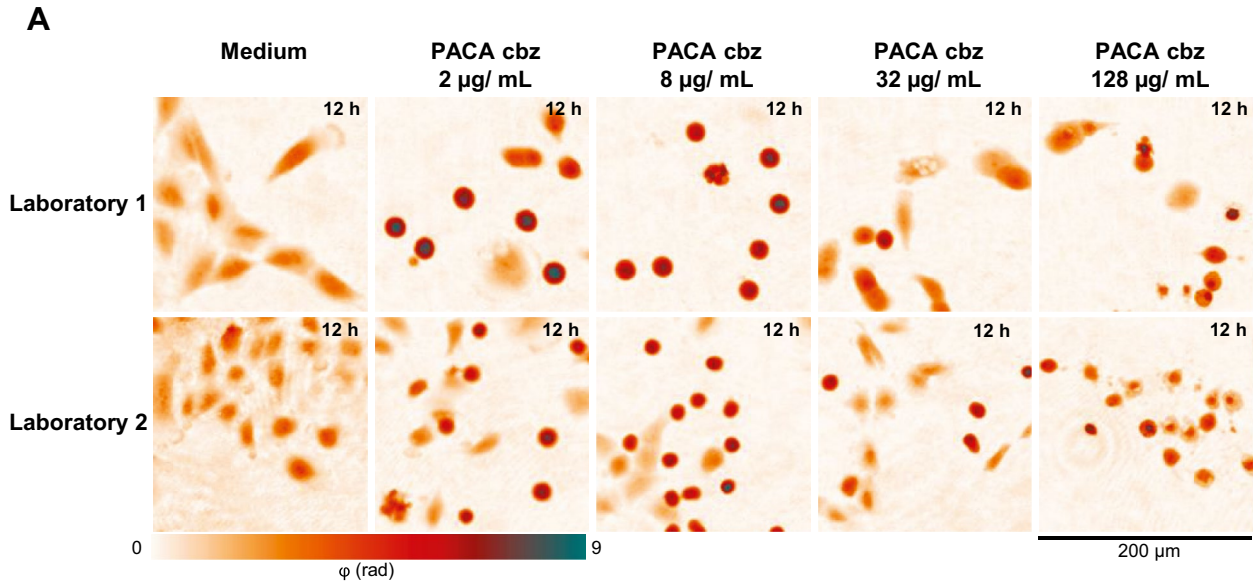 A
Medium PACA cbz PACA cbz PACA cbz PACA cbz
2 µg/ mL 8 µg/ mL 32 µg/ mL 128 µg/ mL
Laboratory 1 12 h 12 h 12 h 12 h 12 h
Laboratory 2 12 h 12 h 12 h 12 h 12 h
0 9
φ (rad)
200 µm